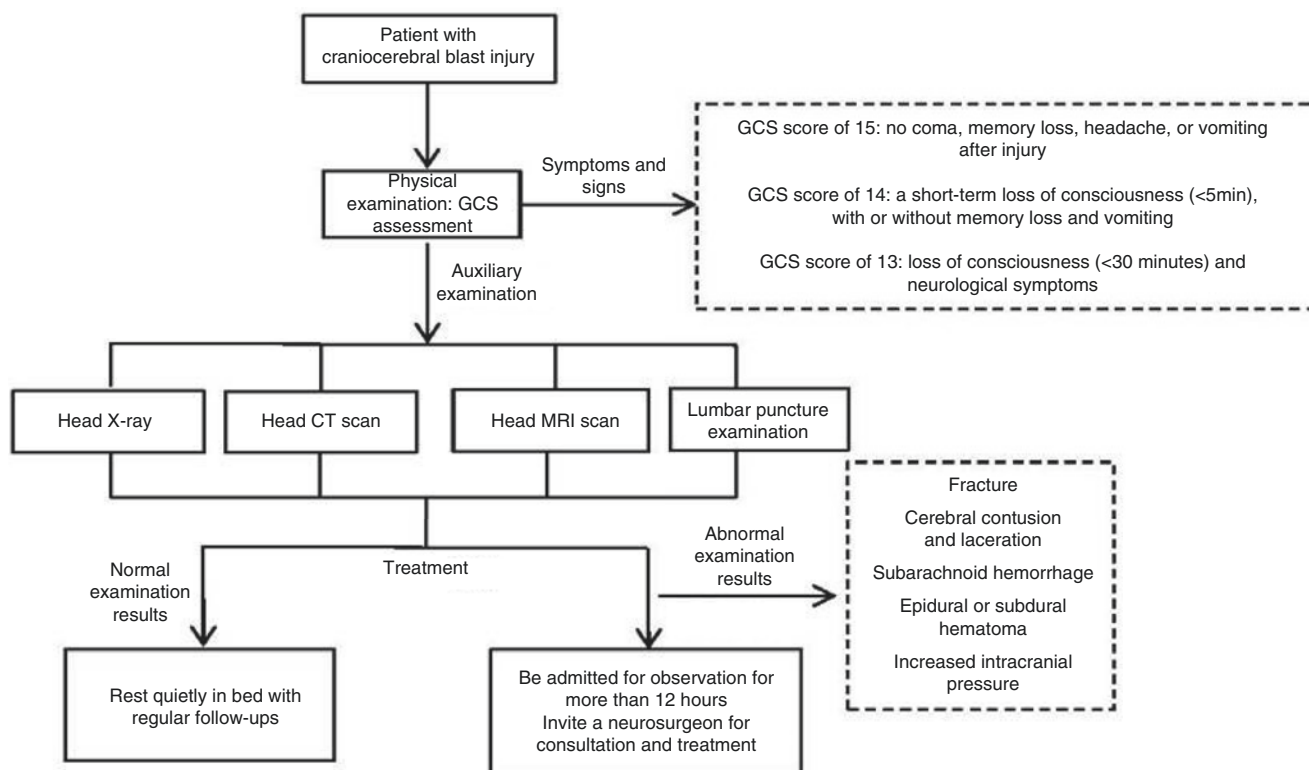 Patient with
craniocerebral blast injury
GCS score of 15: no coma, memory loss, headache, or vomiting
after injury
Symptoms and
signs
Physical
examination: GCS
assessment
GCS score of 14: a short-term loss of consciousness (<5min),
with or without memory loss and vomiting
GCS score of 13: loss of consciousness (<30 minutes) and
neurological symptoms
Auxiliary
examination
Head X-ray
Head CT scan
Head MRI scan
Lumbar puncture
examination
Normal
examination
results
Treatment
Abnormal
examination
results
Fracture
Cerebral contusion
and laceration
Subarachnoid hemorrhage
Epidural or subdural
hematoma
Increased intracranial
pressure
Rest quietly in bed with
regular follow-ups
Be admitted for observation for
more than 12 hours
Invite a neurosurgeon for
consultation and treatment